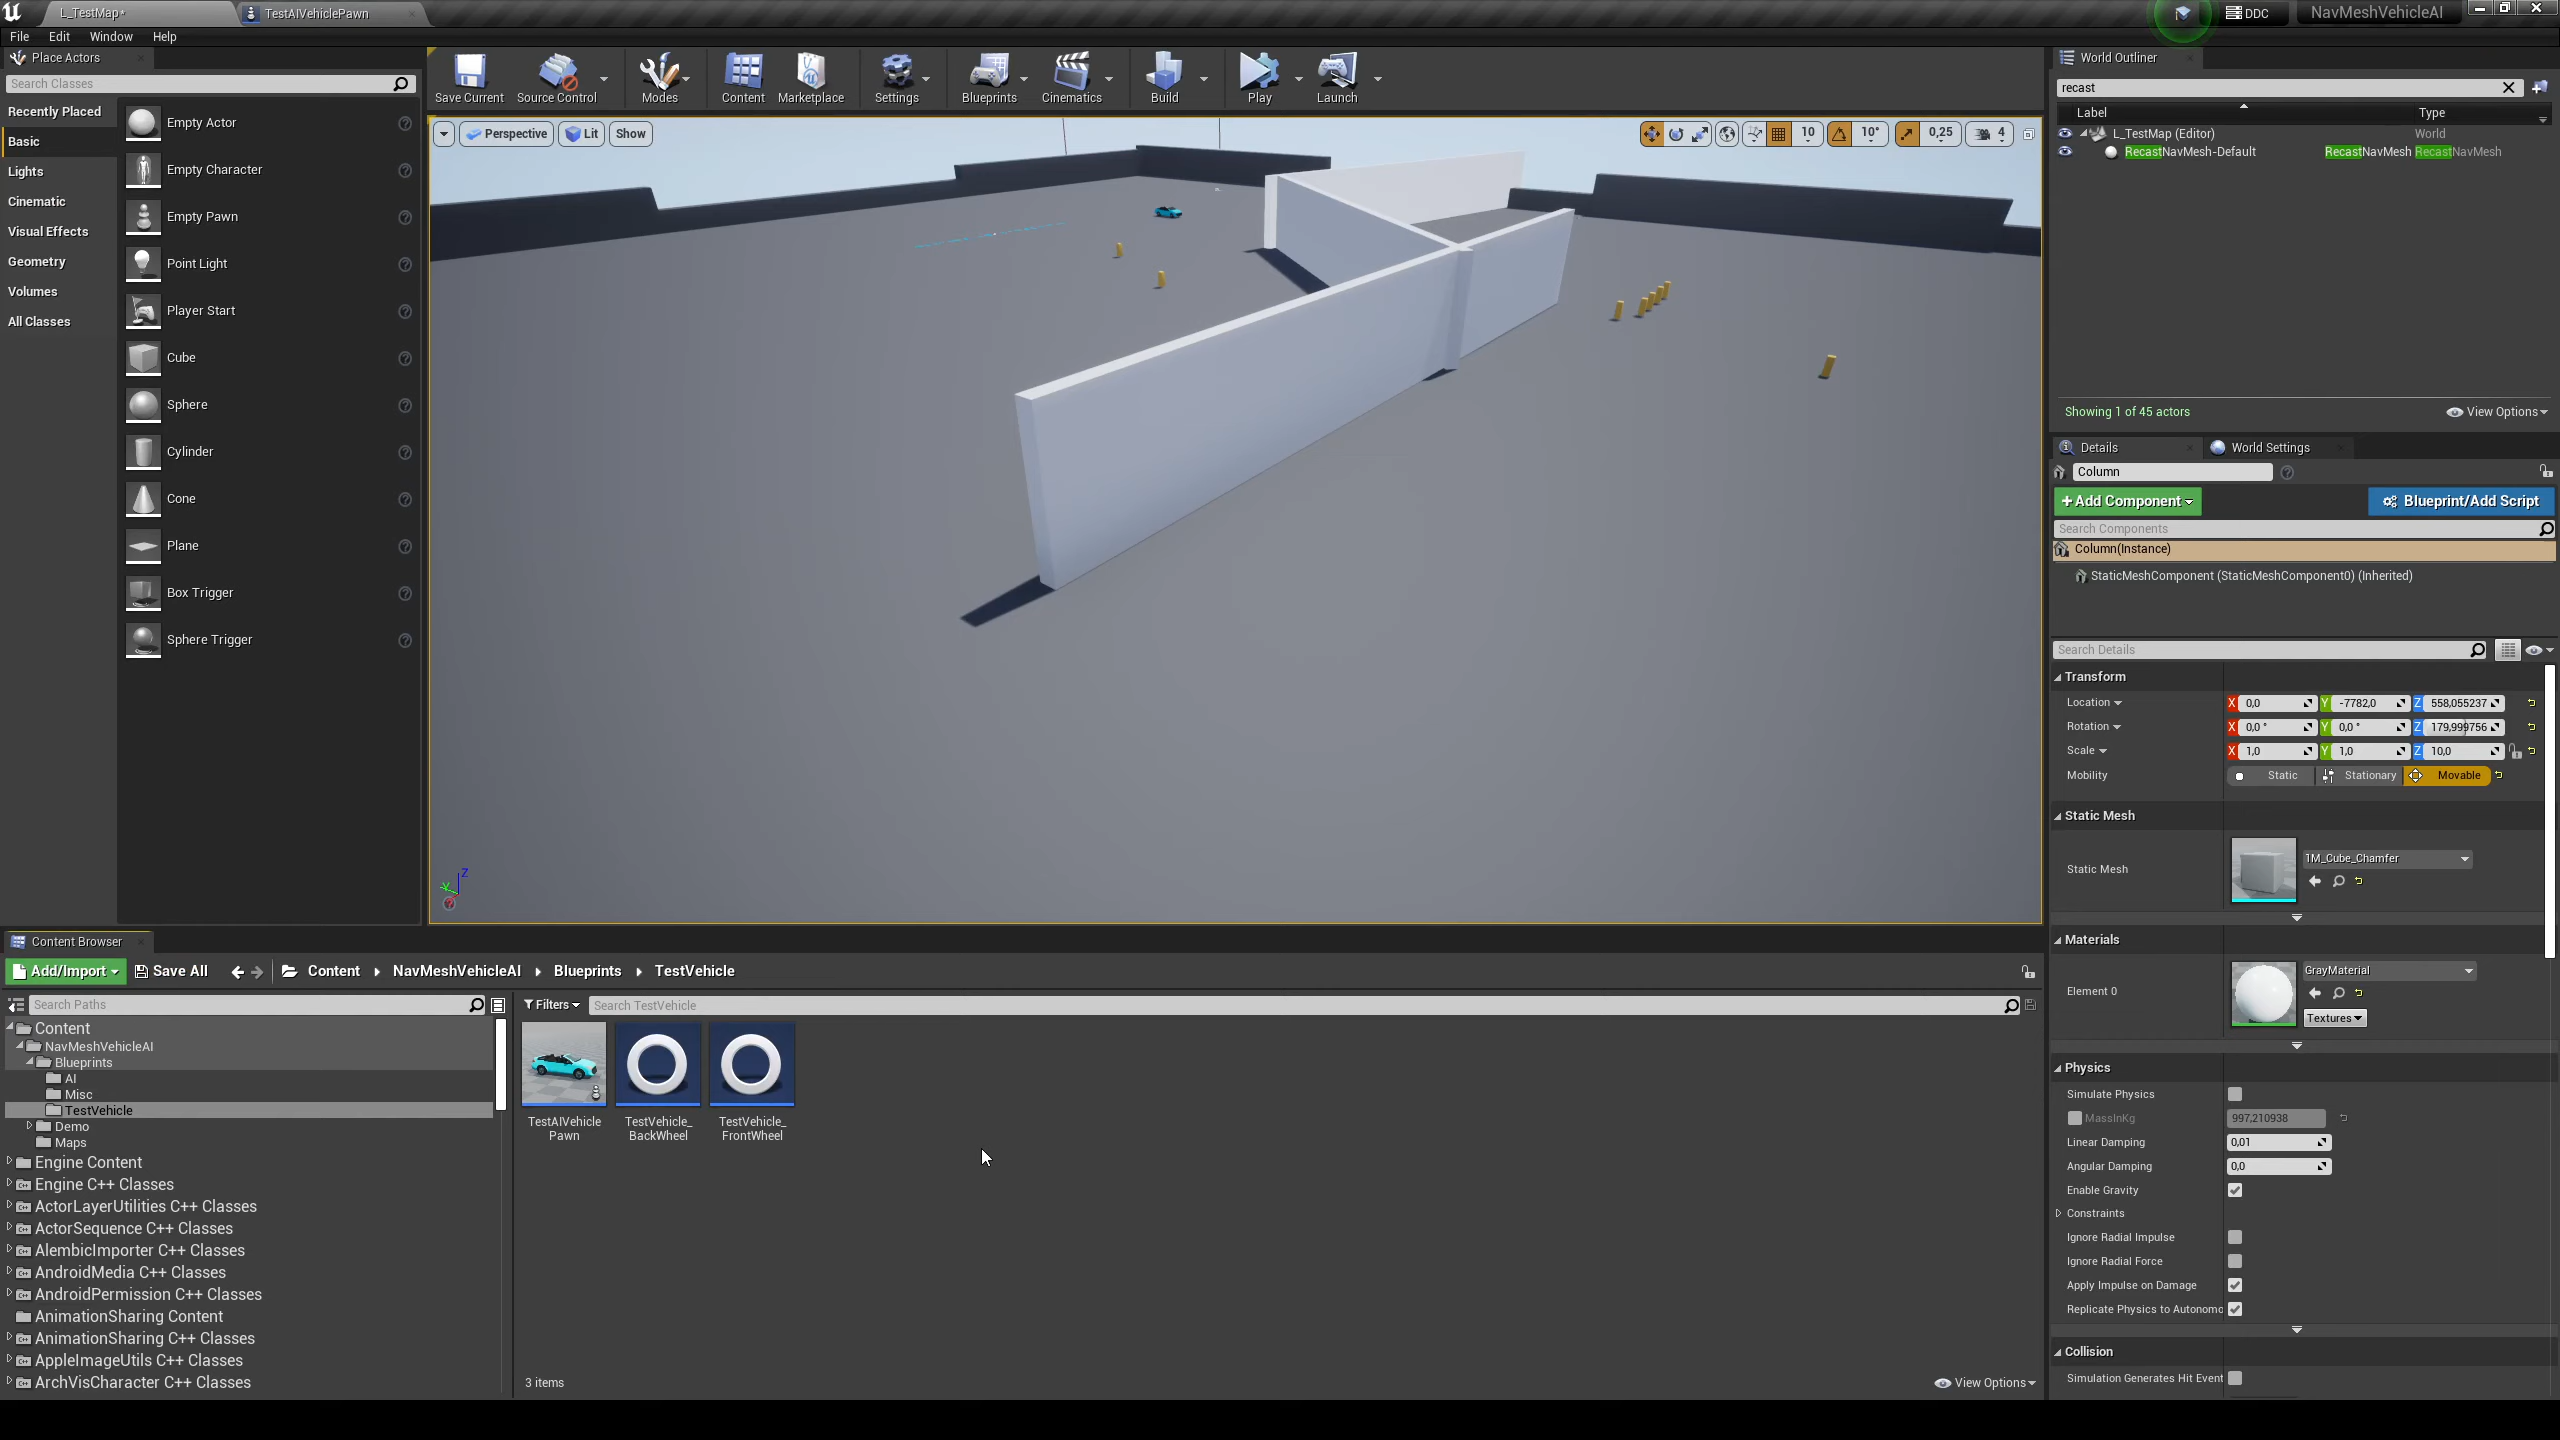 L_TestMap*
TestAIVehiclePawn
DDC
NavMeshVehicleAI
File Edit Window Help
Place Actors
Search Classes
Recently Placed
Basic
Lights
Cinematic
Visual Effects
Geometry
Volumes
All Classes
Empty Actor
Empty Character
Empty Pawn
Point Light
Player Start
Cube
Sphere
Cylinder
Cone
Plane
Box Trigger
Sphere Trigger
Save Current
Source Control
Modes
Content
Marketplace
Settings
Blueprints
Cinematics
Build
Play
Launch
Perspective
Lit
Show
10
10°
0,25
4
Z
Y
World Outliner
recast
Label
Type
L_TestMap (Editor)
World
RecastNavMesh-Default
RecastNavMesh RecastNavMesh
Showing 1 of 45 actors
View Options
Details
World Settings
Column
+Add Component
Blueprint/Add Script
Search Components
Column(Instance)
StaticMeshComponent (StaticMeshComponent0) (Inherited)
Search Details
Transform
Location
X 0,0
Y -7782,0
Z 558,055237
Rotation
X 0,0 °
Y 0,0 °
Z 179,999756
Scale
X 1,0
Y 1,0
Z 10,0
Mobility
Static
Stationary
Movable
Static Mesh
Static Mesh
1M_Cube_Chamfer
Materials
Element 0
GrayMaterial
Textures
Physics
Simulate Physics
MassInKg
997,210938
Linear Damping
0,01
Angular Damping
0,0
Enable Gravity
Constraints
Ignore Radial Impulse
Ignore Radial Force
Apply Impulse on Damage
Replicate Physics to Autonomo
Collision
Simulation Generates Hit Event
Content Browser
Add/Import
Save All
Content
NavMeshVehicleAI
Blueprints
TestVehicle
Search Paths
Content
NavMeshVehicleAI
Blueprints
AI
Misc
TestVehicle
Demo
Maps
Engine Content
Engine C++ Classes
ActorLayerUtilities C++ Classes
ActorSequence C++ Classes
AlembicImporter C++ Classes
AndroidMedia C++ Classes
AndroidPermission C++ Classes
AnimationSharing Content
AnimationSharing C++ Classes
AppleImageUtils C++ Classes
ArchVisCharacter C++ Classes
Filters
Search TestVehicle
TestAIVehicle
Pawn
TestVehicle_
BackWheel
TestVehicle_
FrontWheel
3 items
View Options